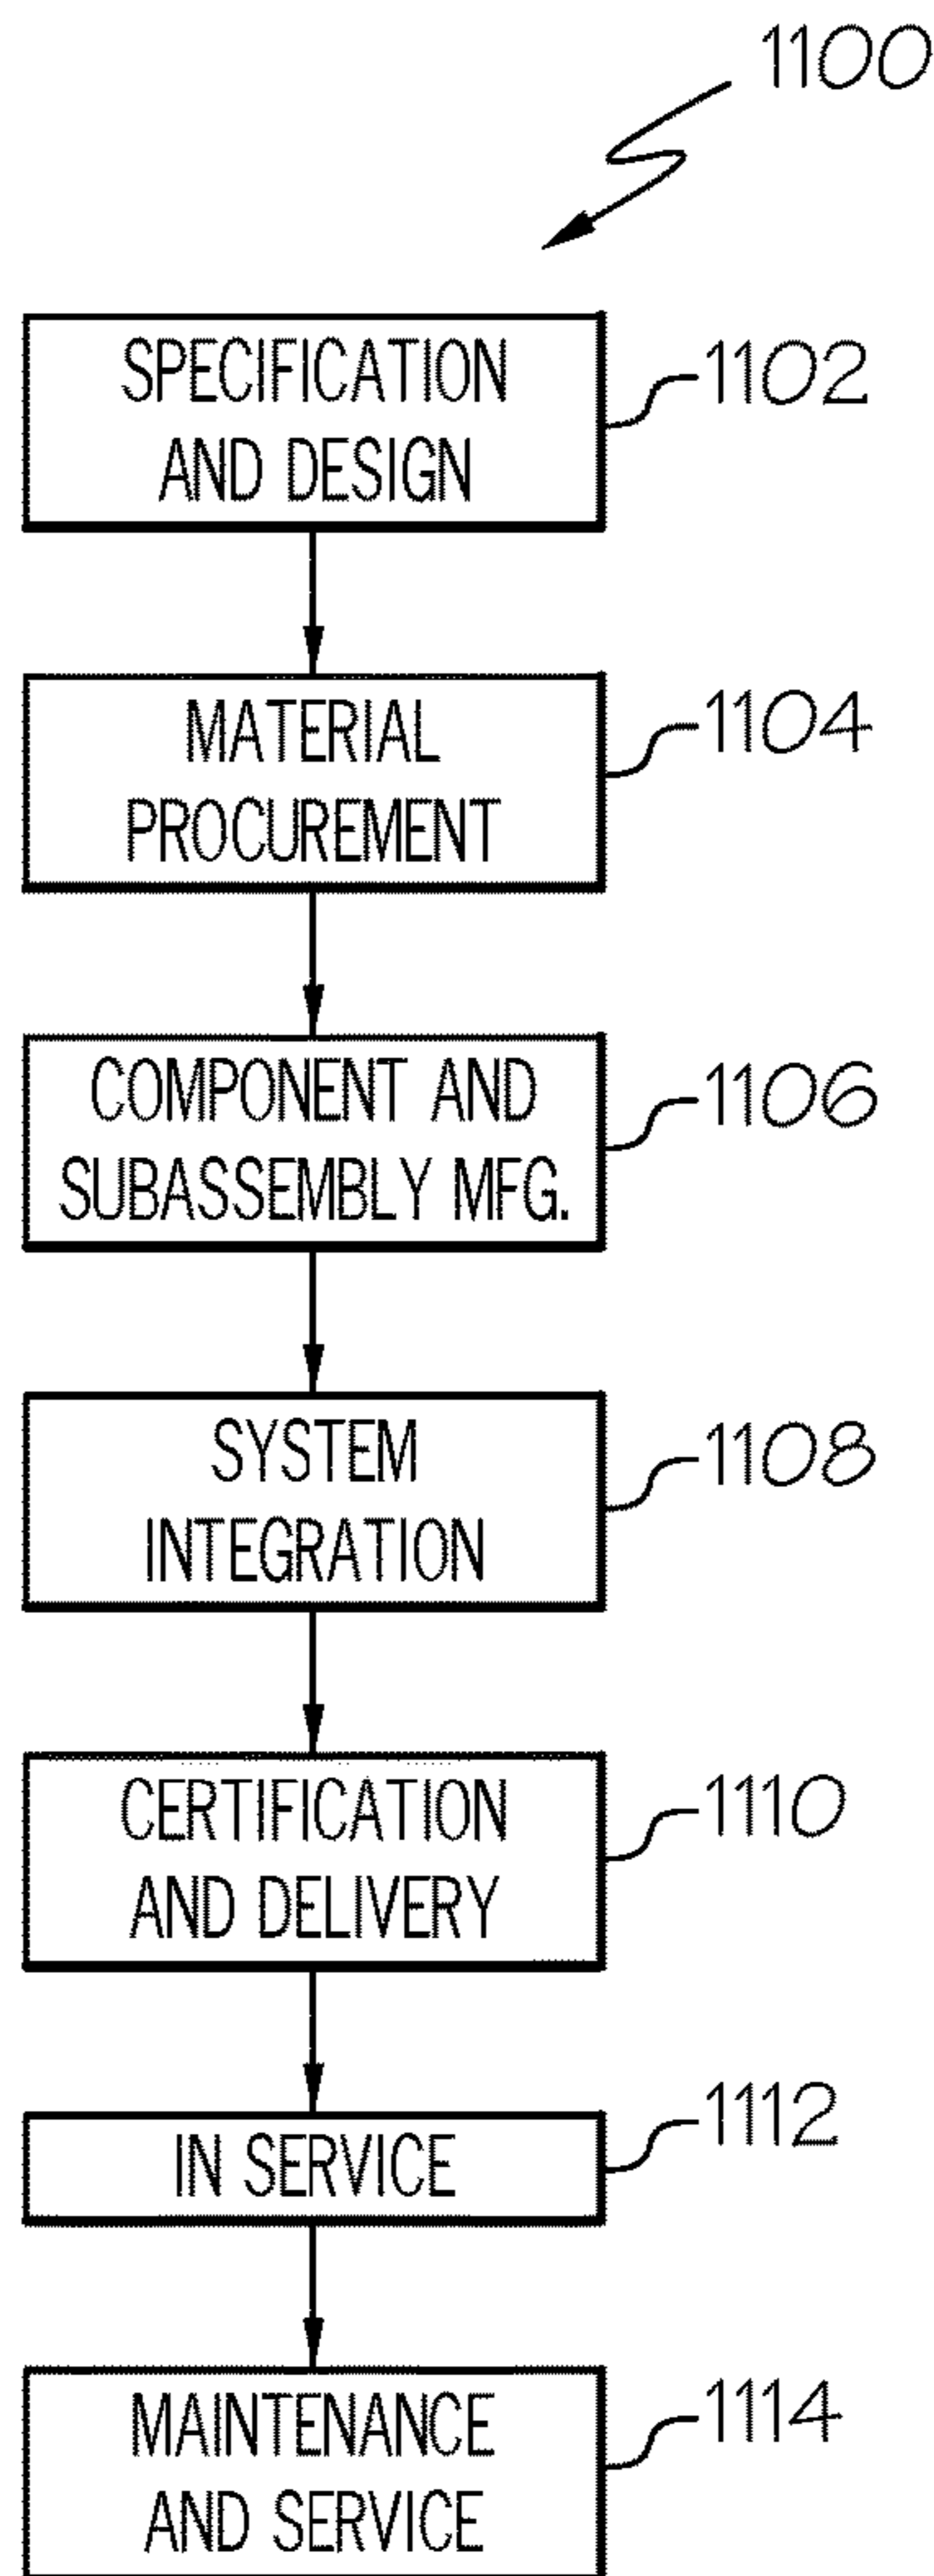 1100
SPECIFICATION
AND DESIGN
1102
MATERIAL
PROCUREMENT
1104
COMPONENT AND
SUBASSEMBLY MFG.
1106
SYSTEM
INTEGRATION
1108
CERTIFICATION
AND DELIVERY
1110
IN SERVICE
1112
MAINTENANCE
AND SERVICE
1114